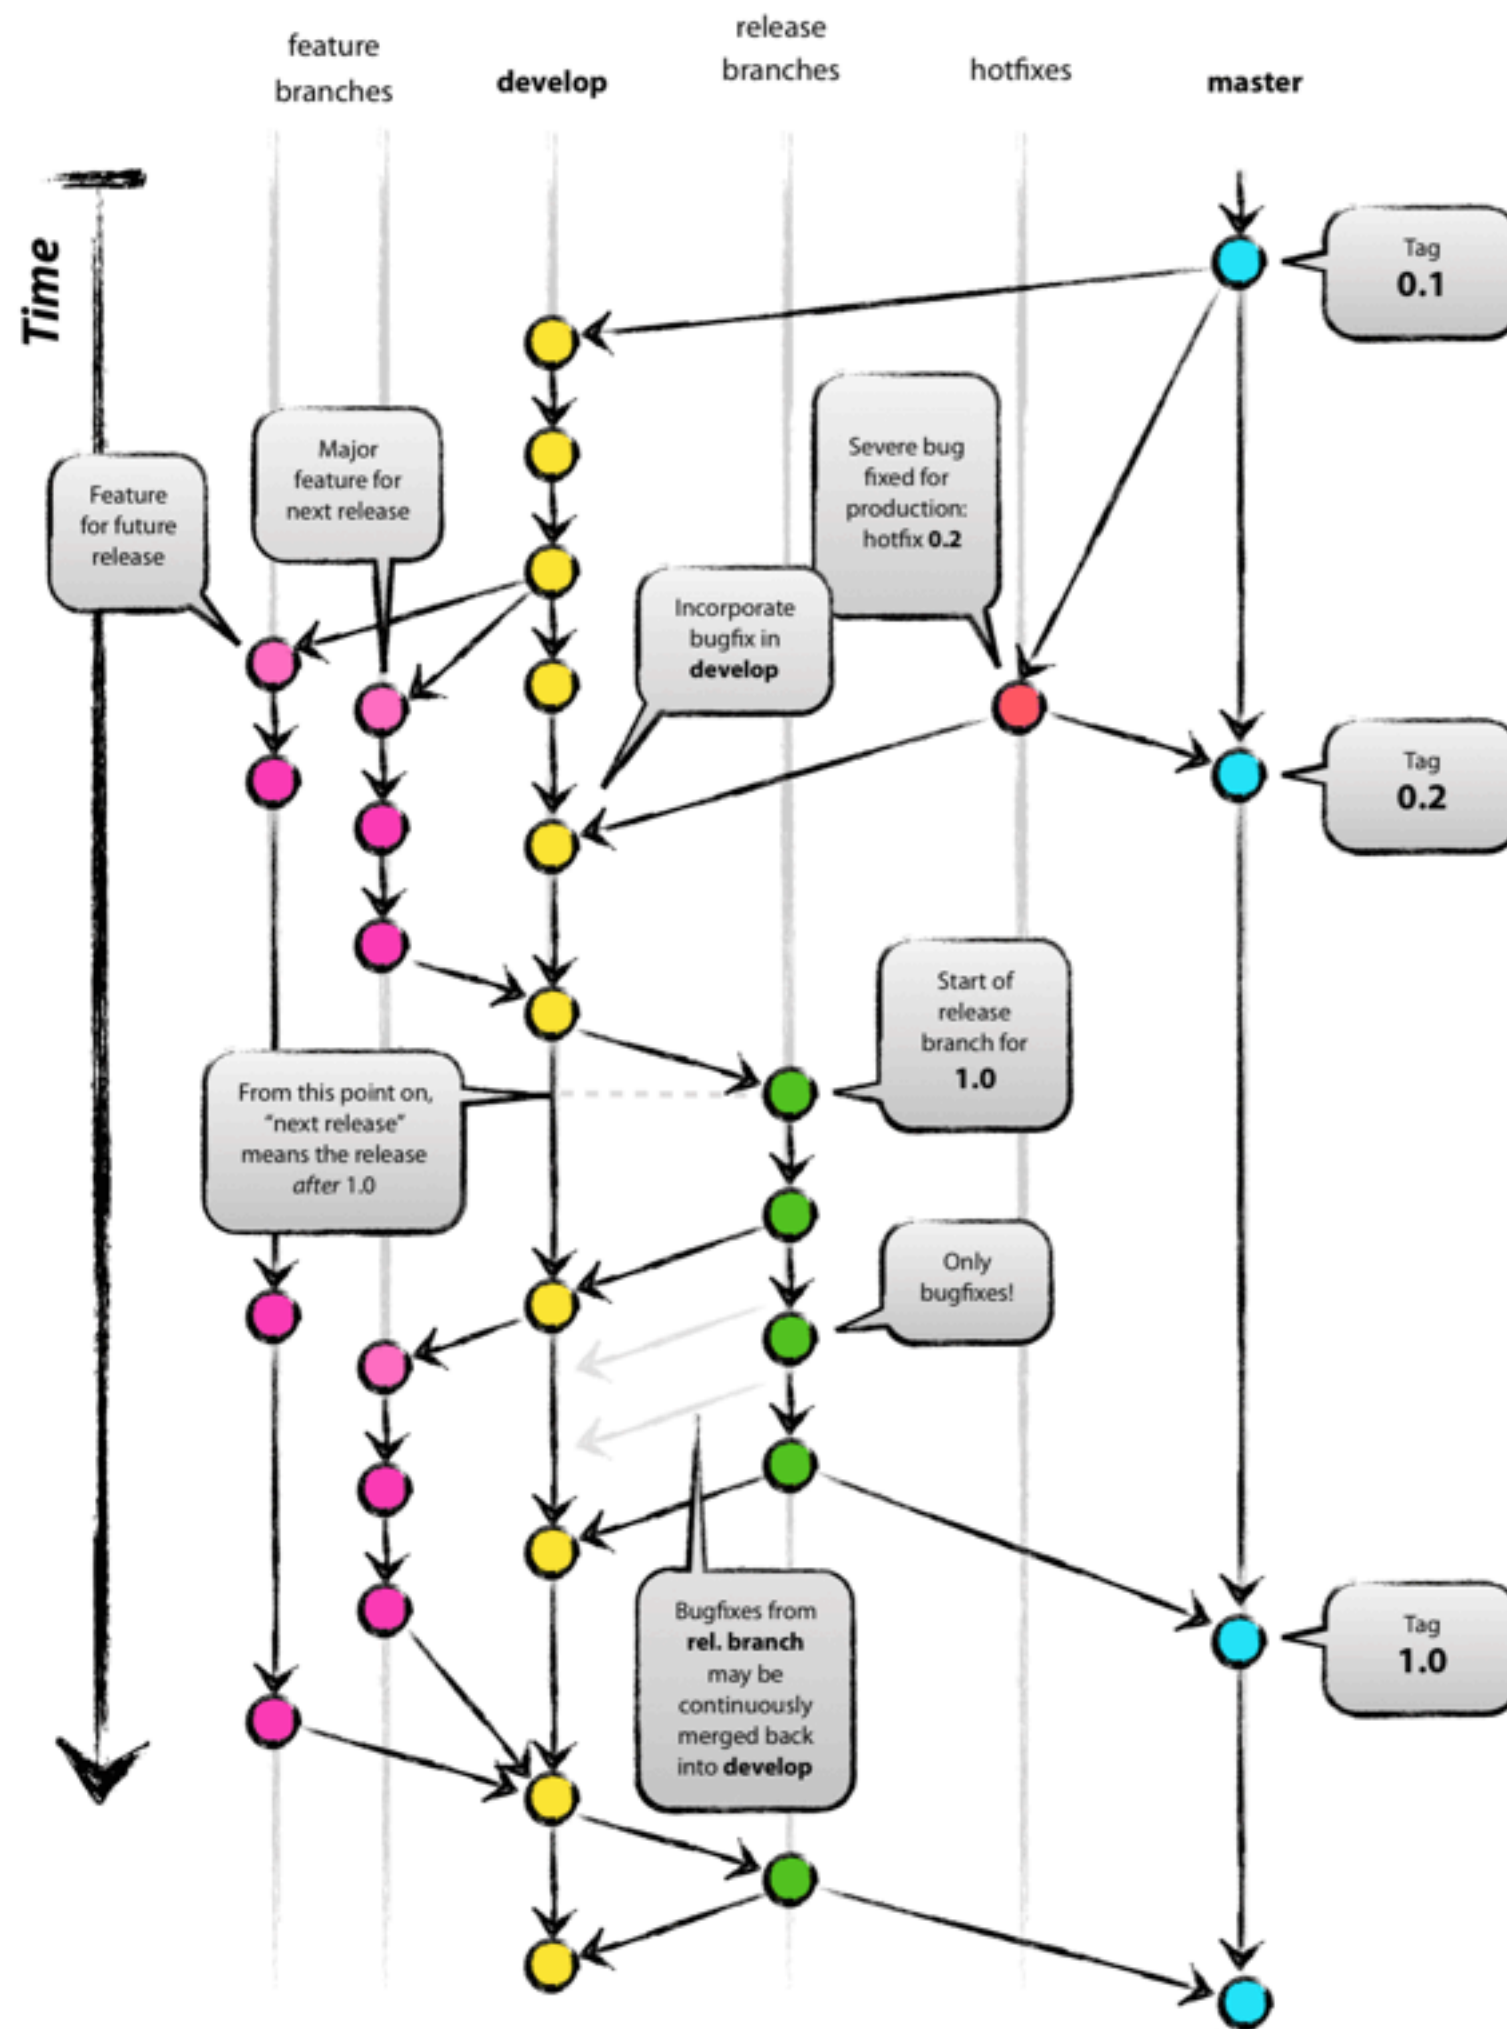 feature
branches
develop
release
branches
hotfixes
master
Time
Tag
0.1
Feature
for future
release
Major
feature for
next release
Severe bug
fixed for
production:
hotfix 0.2
Incorporate
bugfix in
develop
Tag
0.2
Start of
release
branch for
1.0
From this point on,
“next release”
means the release
after 1.0
Only
bugfixes!
Bugfixes from
rel. branch
may be
continuously
merged back
into develop
Tag
1.0